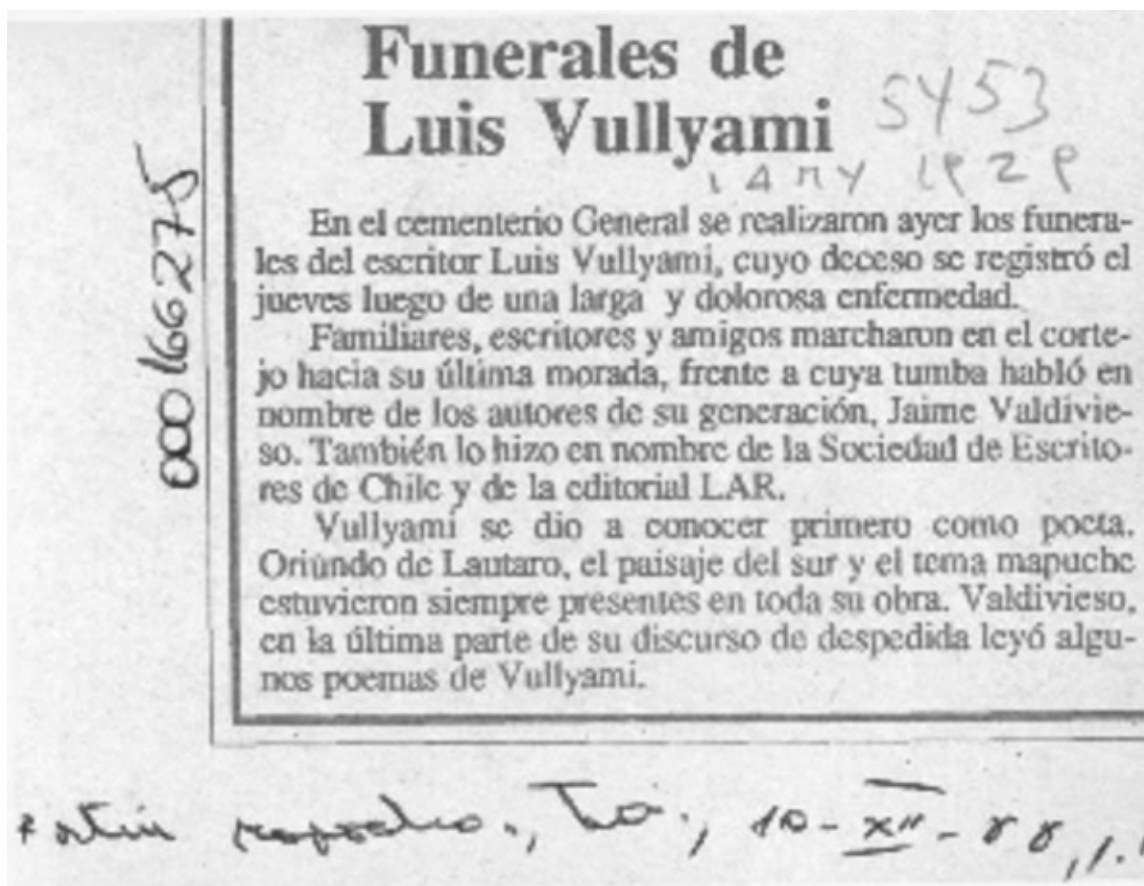 Funerales de
Luis Vullyami
5453
1929
000166275
En el cementerio General se realizaron ayer los funera-
les del escritor Luis Vullyami, cuyo deceso se registró el
jueves luego de una larga y dolorosa enfermedad.
Familiares, escritores y amigos marcharon en el corte-
jo hacia su última morada, frente a cuya tumba habló en
nombre de los autores de su generación, Jaime Valdivie-
so. También lo hizo en nombre de la Sociedad de Escrito-
res de Chile y de la editorial LAR.
Vullyami se dio a conocer primero como poeta.
Oriundo de Lautaro, el paisaje del sur y el tema mapuche
estuvieron siempre presentes en toda su obra. Valdivieso,
en la última parte de su discurso de despedida leyó algu-
nos poemas de Vullyami.
10-XII-88